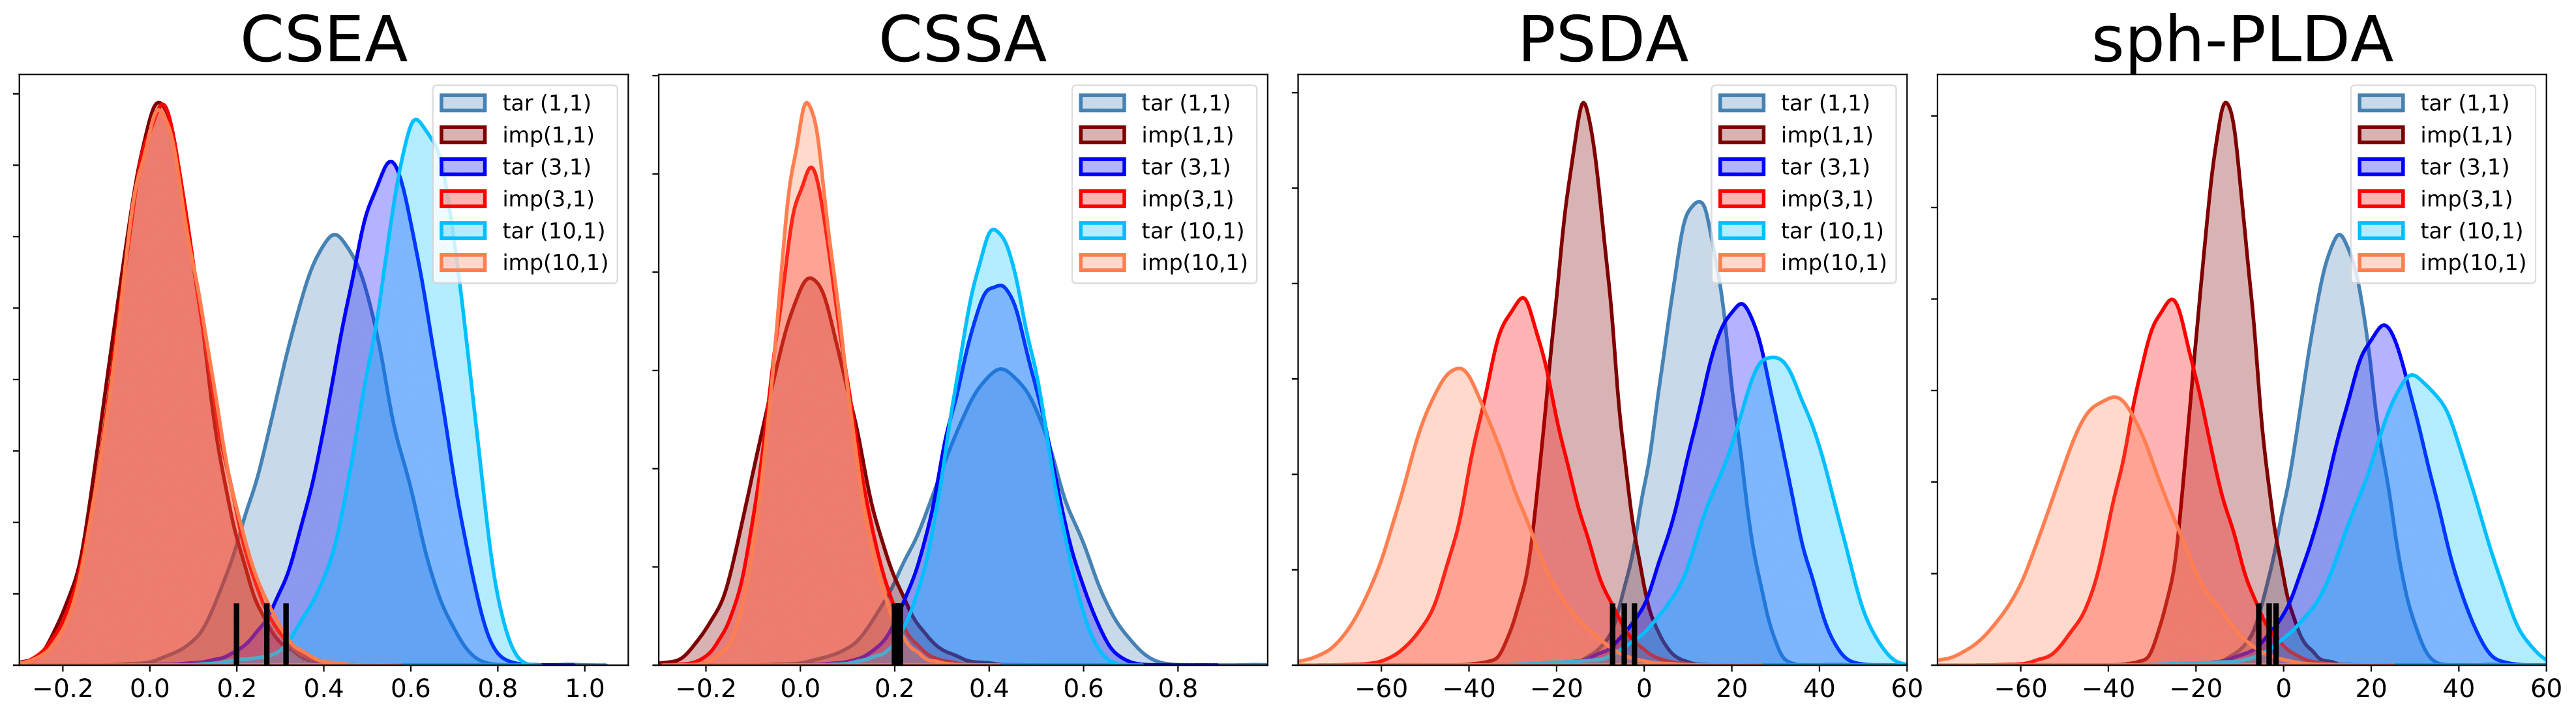 CSEA
tar (1,1)
imp(1,1)
tar (3,1)
imp(3,1)
tar (10,1)
imp(10,1)
−0.2 0.0 0.2 0.4 0.6 0.8 1.0
CSSA
tar (1,1)
imp(1,1)
tar (3,1)
imp(3,1)
tar (10,1)
imp(10,1)
−0.2 0.0 0.2 0.4 0.6 0.8
PSDA
tar (1,1)
imp(1,1)
tar (3,1)
imp(3,1)
tar (10,1)
imp(10,1)
−60 −40 −20 0 20 40 60
sph-PLDA
tar (1,1)
imp(1,1)
tar (3,1)
imp(3,1)
tar (10,1)
imp(10,1)
−60 −40 −20 0 20 40 60